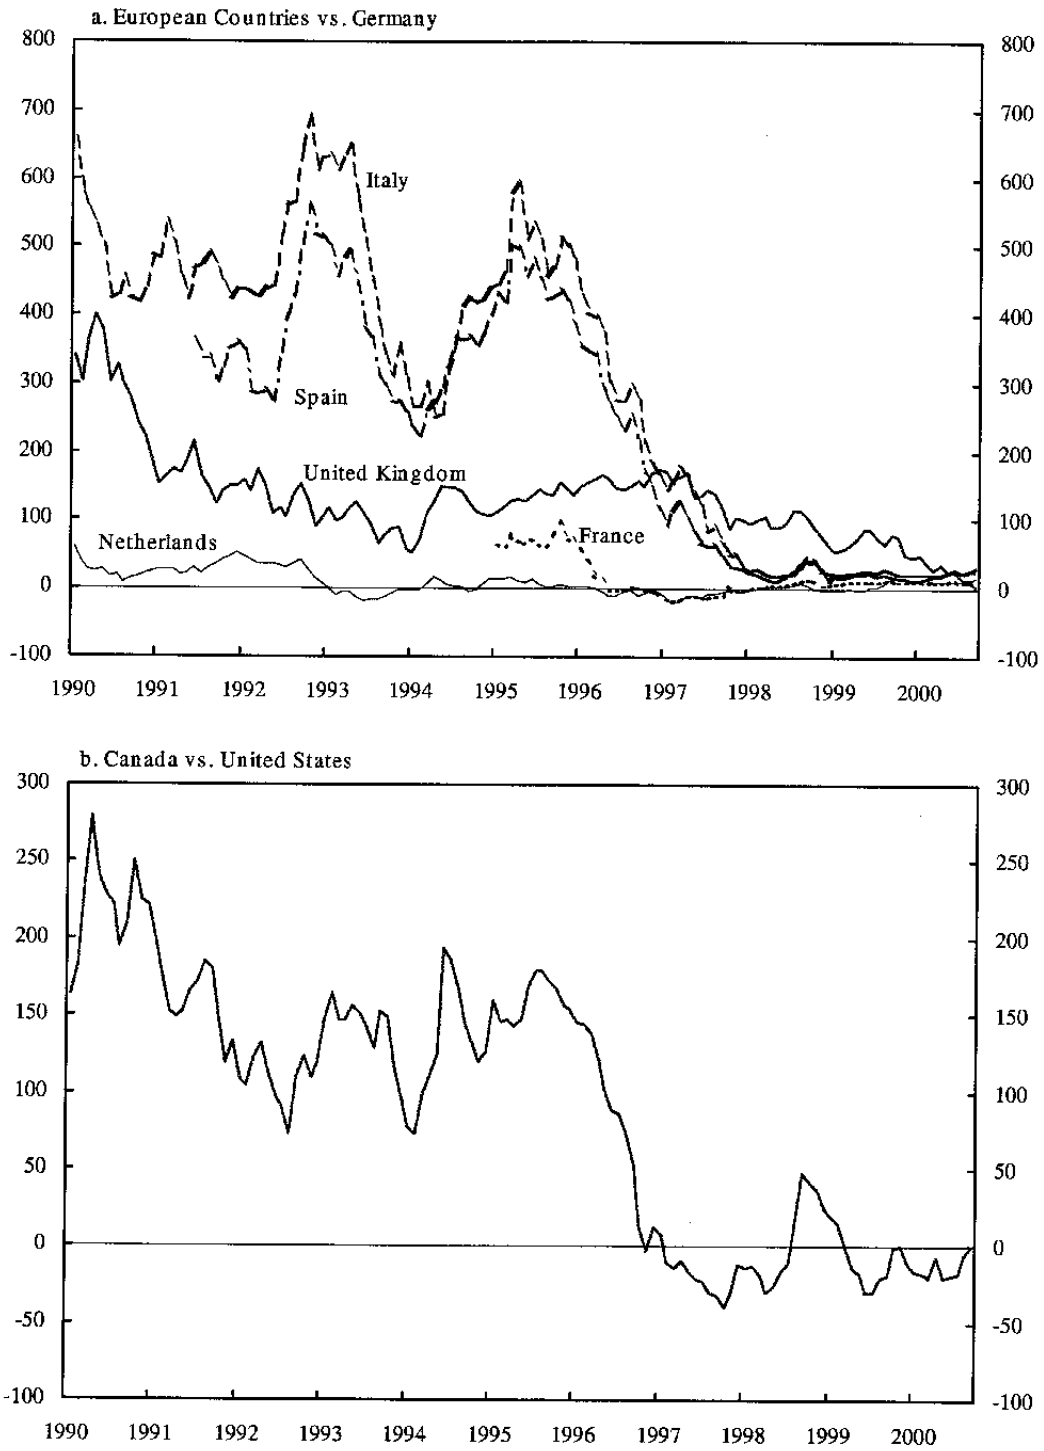 a. European Countries vs. Germany
800 800
700 700
Italy
600 600
500 500
400 400
Spain
300 300
200 200
United Kingdom
100 100
Netherlands France
0 0
-100 -100
1990 1991 1992 1993 1994 1995 1996 1997 1998 1999 2000
b. Canada vs. United States
300 300
250 250
200 200
150 150
100 100
50 50
0 0
-50 -50
-100 -100
1990 1991 1992 1993 1994 1995 1996 1997 1998 1999 2000